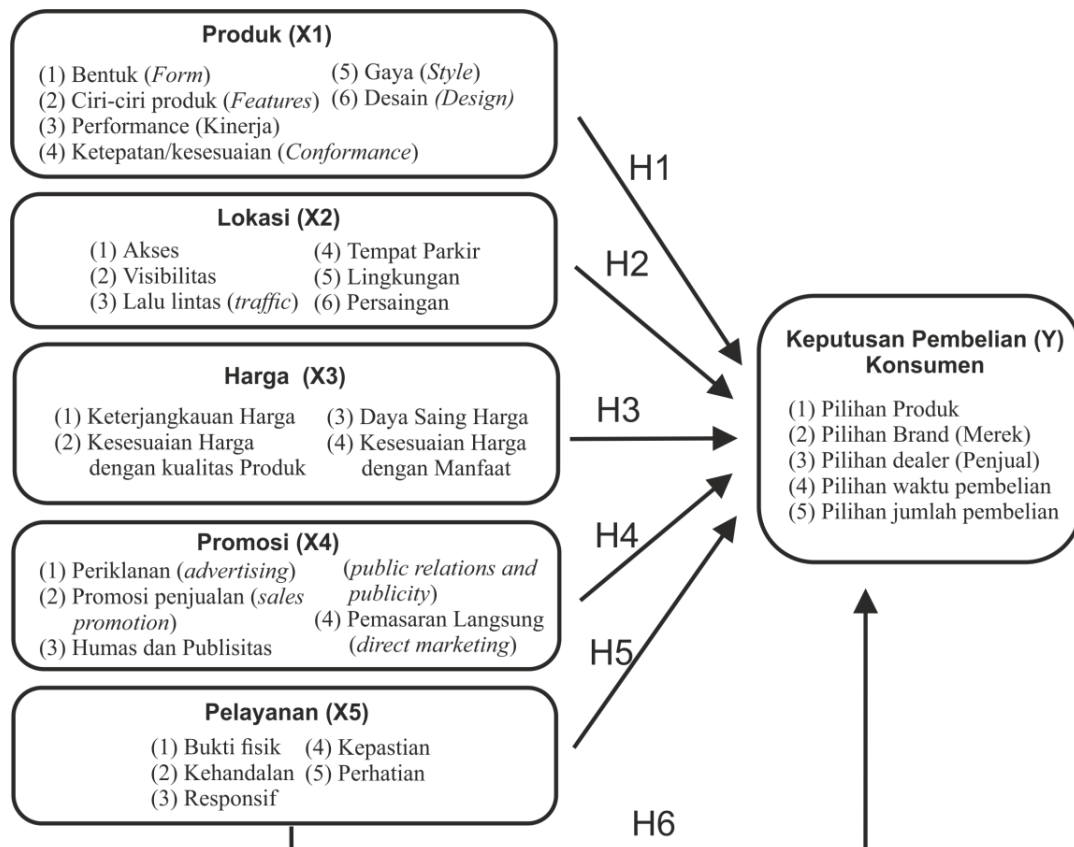 Produk (X1)
(1) Bentuk (Form)
(2) Ciri-ciri produk (Features)
(3) Performance (Kinerja)
(4) Ketepatan/kesesuaian (Conformance)
(5) Gaya (Style)
(6) Desain (Design)
H1
Lokasi (X2)
(1) Akses
(2) Visibilitas
(3) Lalu lintas (traffic)
(4) Tempat Parkir
(5) Lingkungan
(6) Persaingan
H2
Harga (X3)
(1) Keterjangkauan Harga
(2) Kesesuaian Harga
dengan kualitas Produk
(3) Daya Saing Harga
(4) Kesesuaian Harga
dengan Manfaat
H3
Promosi (X4)
(1) Periklanan (advertising)
(2) Promosi penjualan (sales
promotion)
(3) Humas dan Publisitas
(public relations and
publicity)
(4) Pemasaran Langsung
(direct marketing)
H4
Pelayanan (X5)
(1) Bukti fisik
(2) Kehandalan
(3) Responsif
(4) Kepastian
(5) Perhatian
H5
H6
Keputusan Pembelian (Y)
Konsumen
(1) Pilihan Produk
(2) Pilihan Brand (Merek)
(3) Pilihan dealer (Penjual)
(4) Pilihan waktu pembelian
(5) Pilihan jumlah pembelian